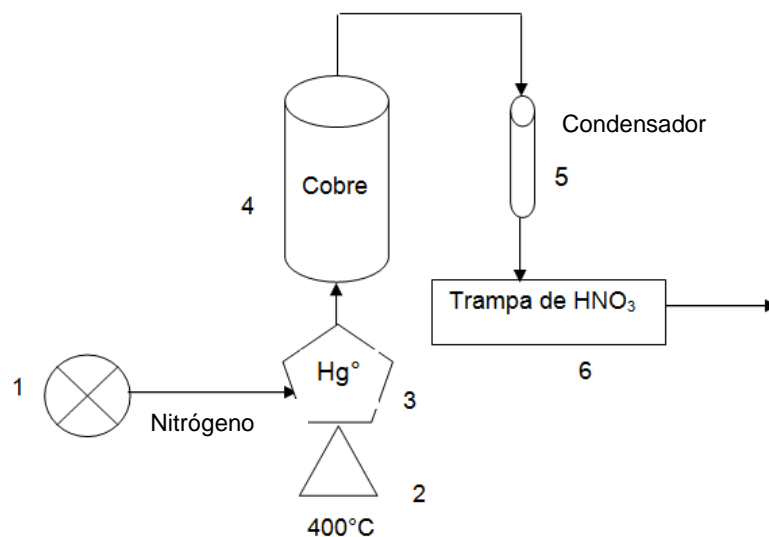 Condensador
5
Cobre
4
Trampa de HNO₃
6
1
Nitrógeno
Hg°
3
2
400°C